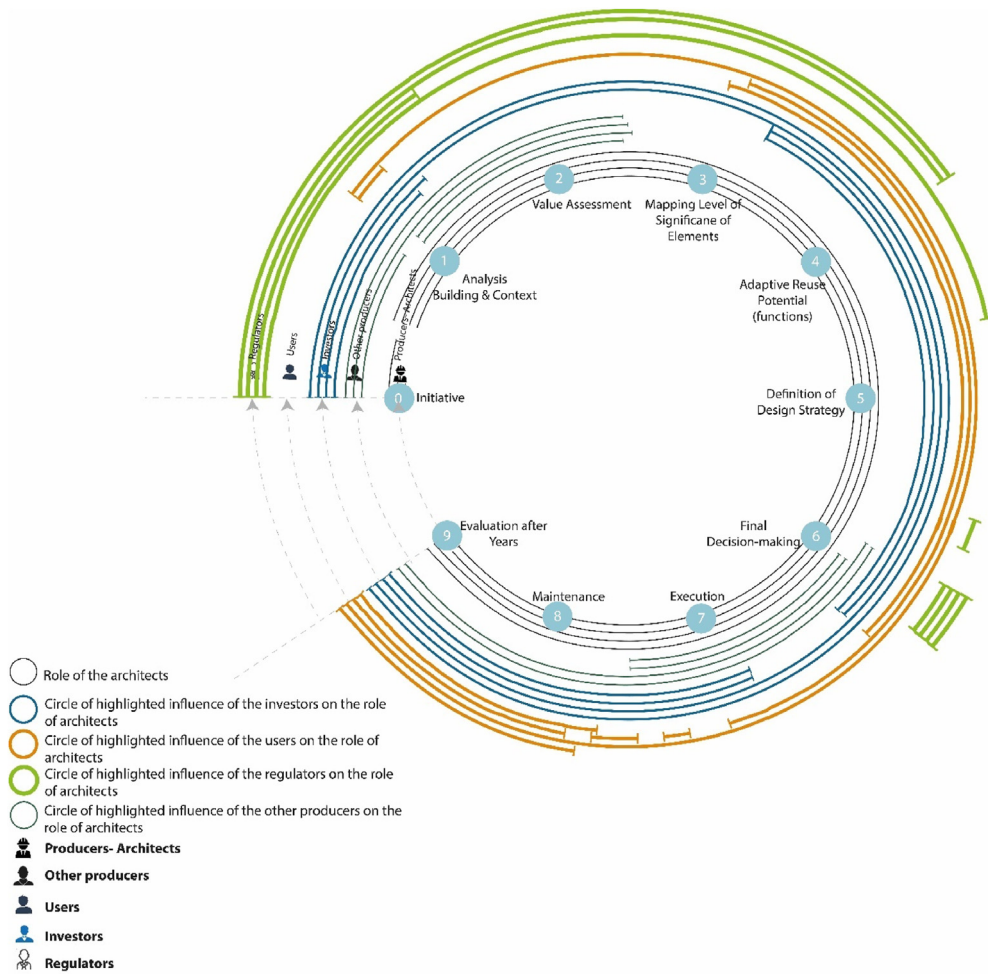 2
Value Assessment
3
Mapping Level of
Significane of
Elements
1
Analysis
Building & Context
4
Adaptive Reuse
Potential
(functions)
Regulators
Users
Investors
Other producers
Producers- Architects
0
Initiative
5
Definition of
Design Strategy
9
Evaluation after
Years
6
Final
Decision-making
8
Maintenance
7
Execution
Role of the architects
Circle of highlighted influence of the investors on the role
of architects
Circle of highlighted influence of the users on the role of
architects
Circle of highlighted influence of the regulators on the role
of architects
Circle of highlighted influence of the other producers on the
role of architects
Producers- Architects
Other producers
Users
Investors
Regulators